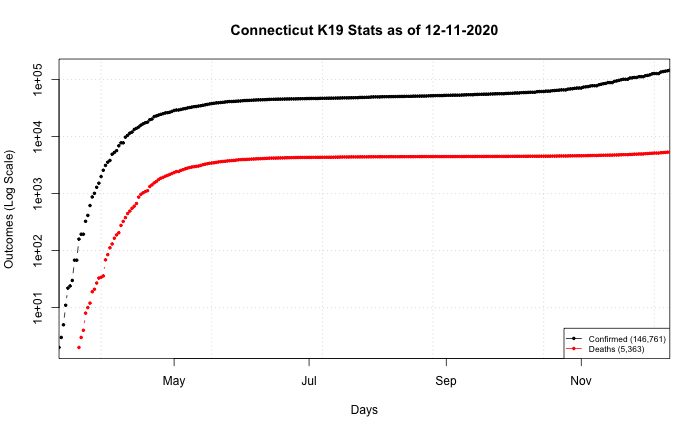 Connecticut K19 Stats as of 12-11-2020
Outcomes (Log Scale)
1e+05
1e+04
1e+03
1e+02
1e+01
May
Jul
Sep
Nov
Days
Confirmed (146,761)
Deaths (5,363)